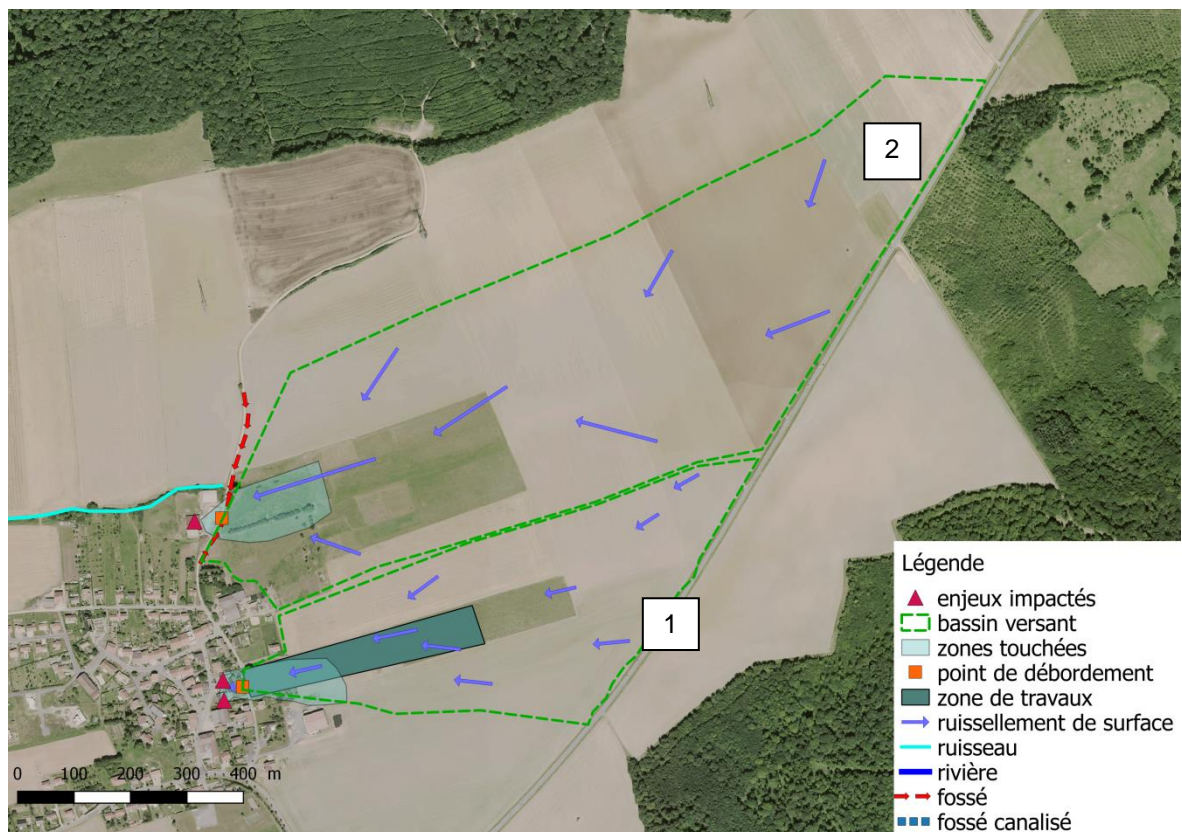 2
1
Légende
enjeux impactés
bassin versant
zones touchées
point de débordement
zone de travaux
ruissellement de surface
ruisseau
rivière
fossé
fossé canalisé
0 100 200 300 400 m